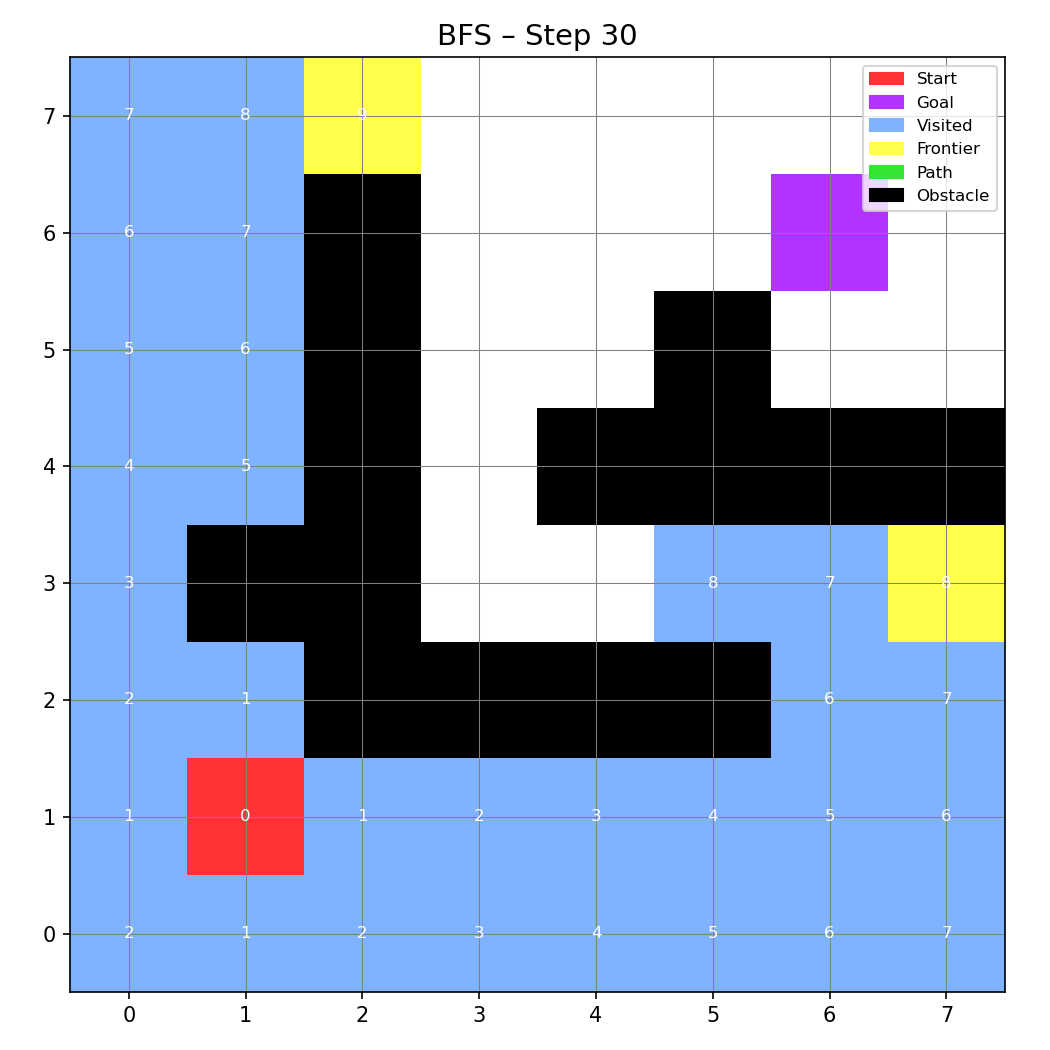 BFS – Step 30
Start
Goal
Visited
Frontier
Path
Obstacle
7 7 8 9
6 6 7
5 5 6
4 4 5
3 3 8 7 8
2 2 1 6 7
1 1 0 1 2 3 4 5 6
0 2 1 2 3 4 5 6 7
0 1 2 3 4 5 6 7